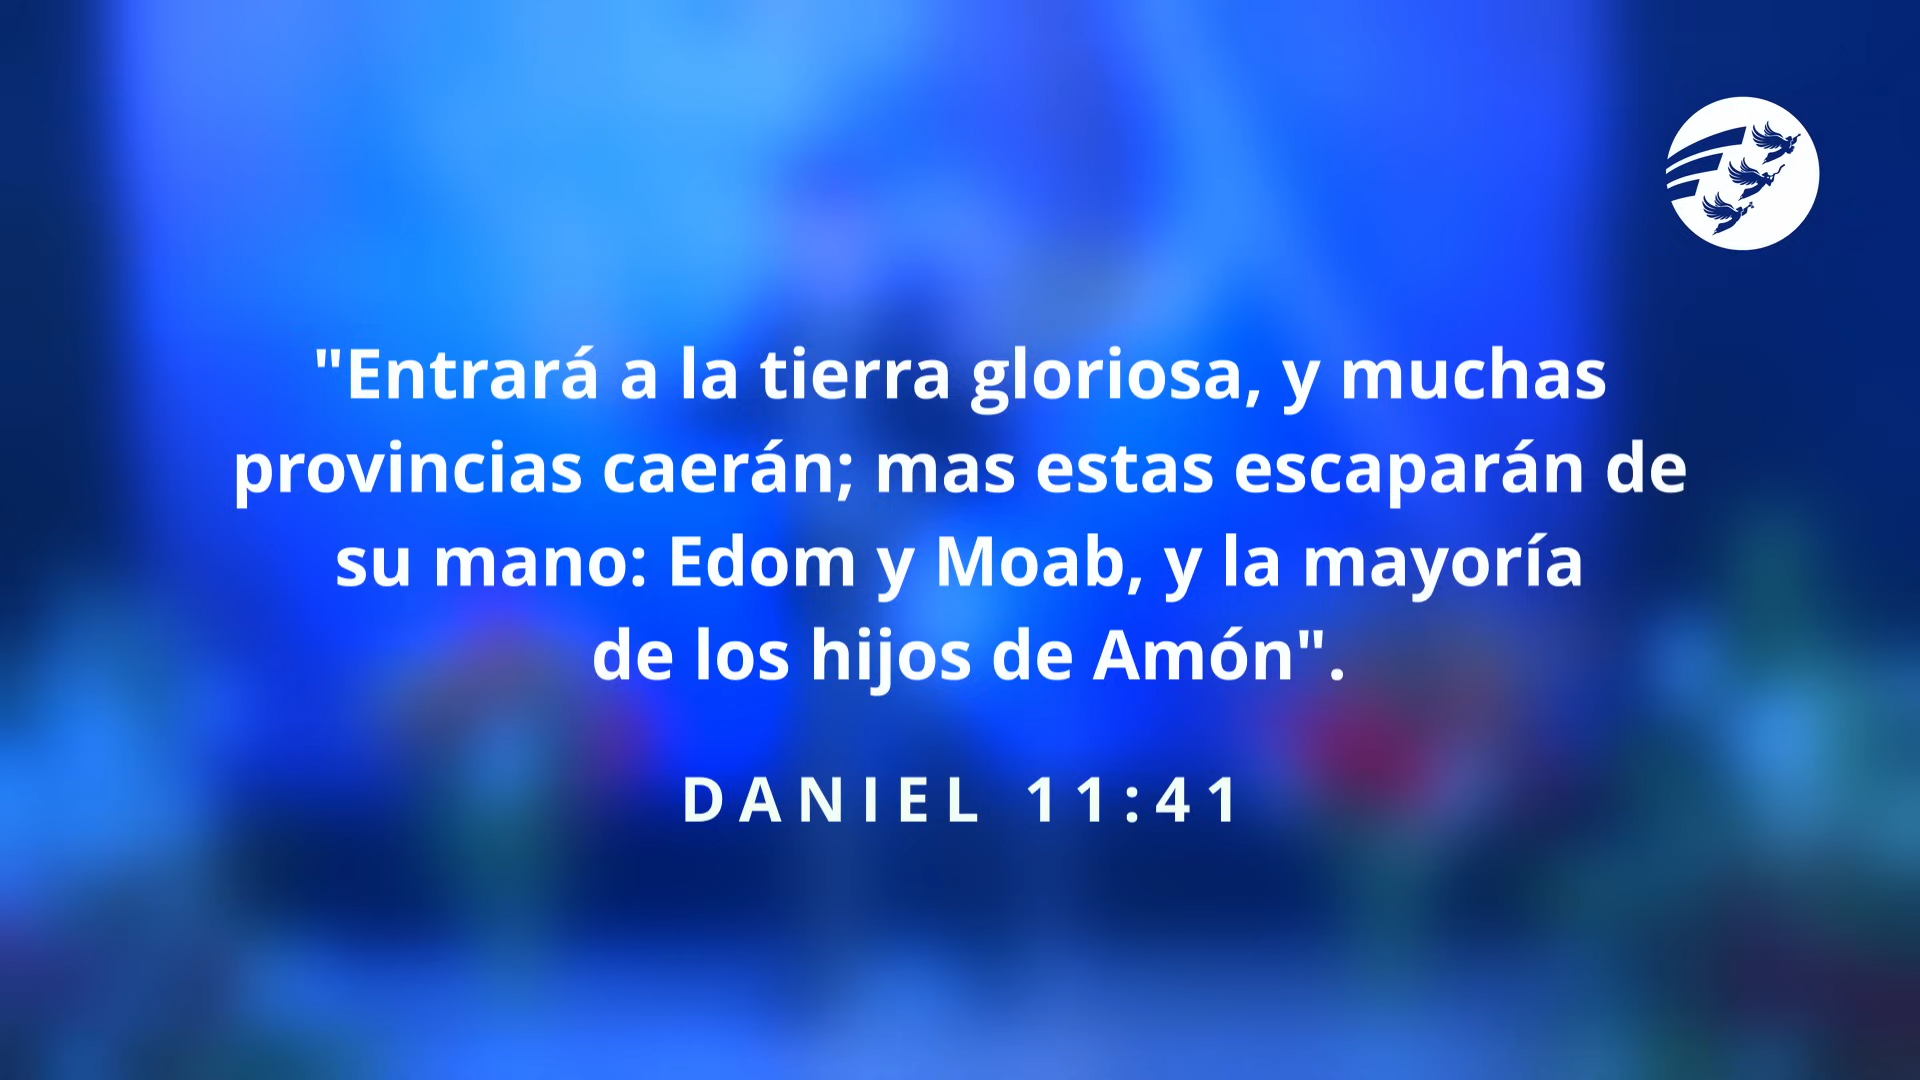 "Entrará a la tierra gloriosa, y muchas
provincias caerán; mas estas escaparán de
su mano: Edom y Moab, y la mayoría
de los hijos de Amón".
DANIEL 11:41